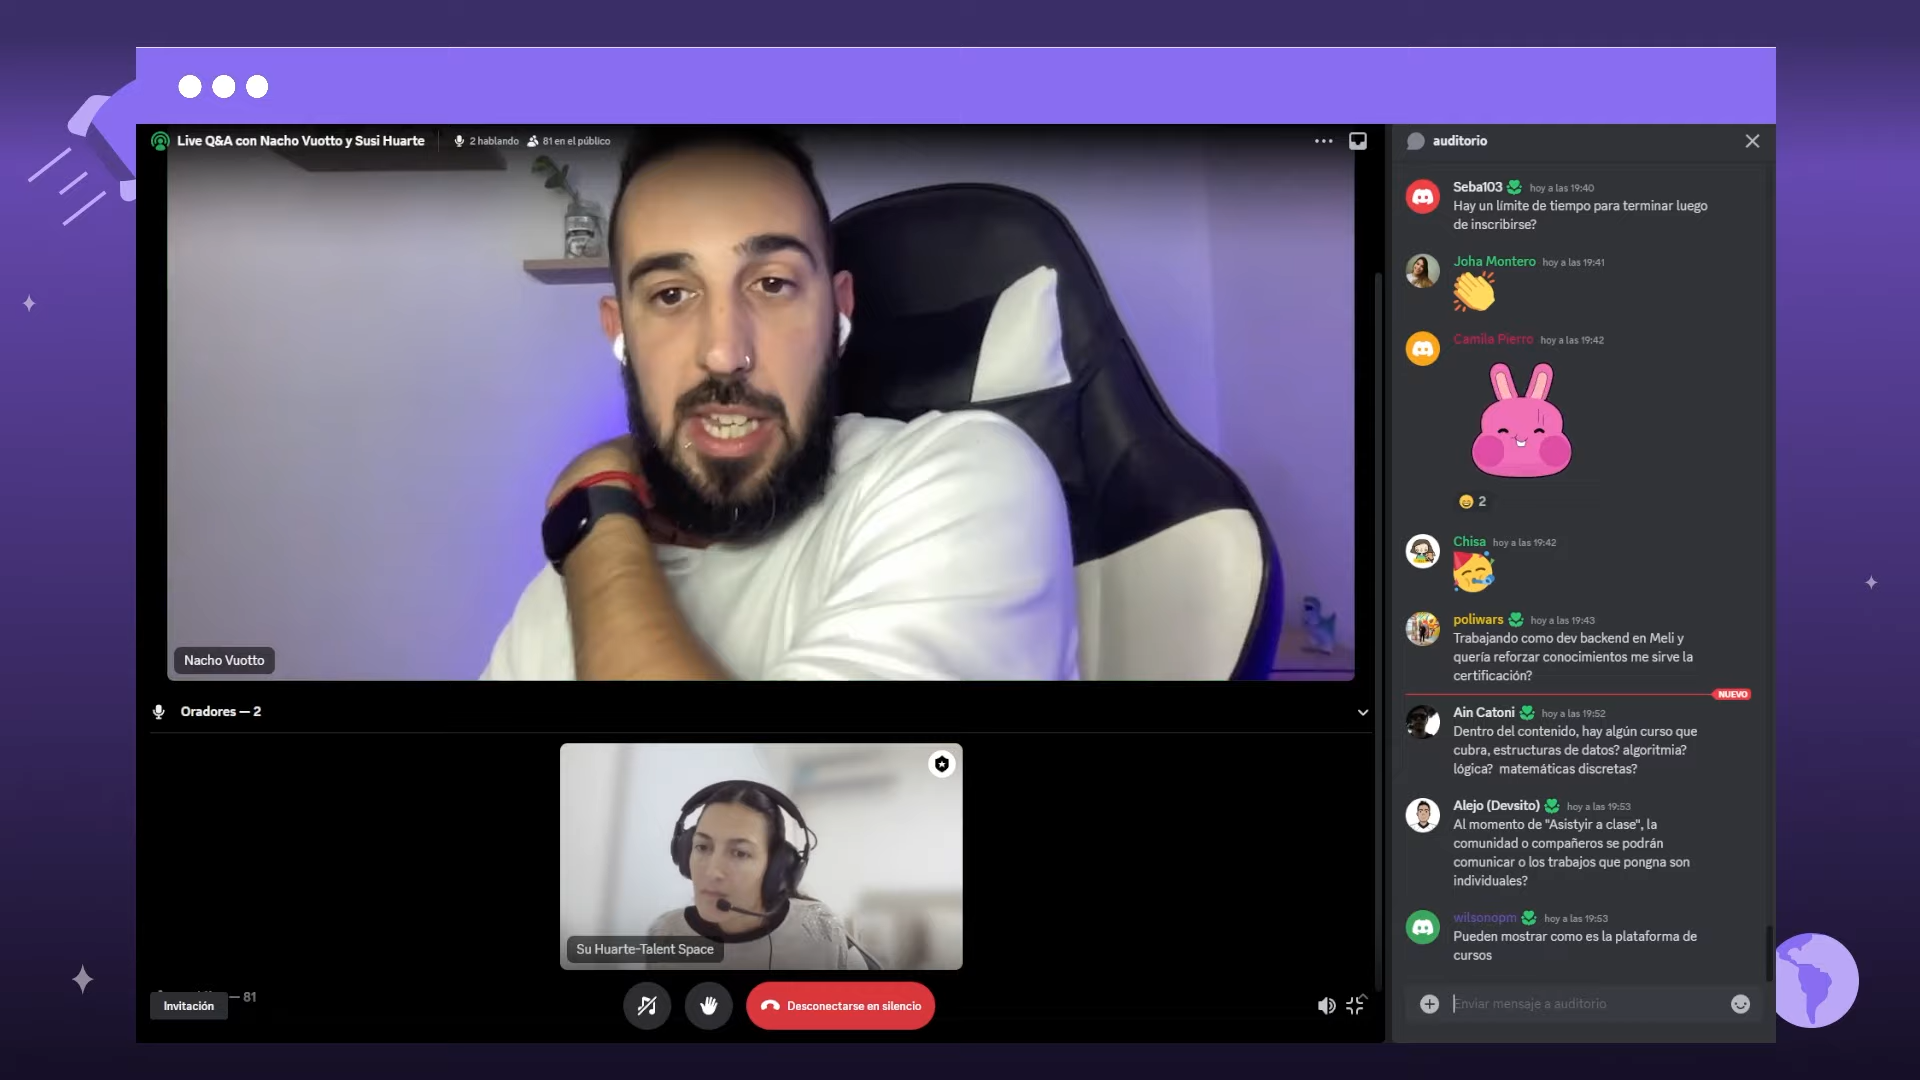 Live Q&A con Nacho Vuotto y Susi Huarte
2 hablando
81 en el público
Nacho Vuotto
Oradores — 2
Su Huarte-Talent Space
— 81
Invitación
Desconectarse en silencio
auditorio
Seba103 hoy a las 19:40
Hay un límite de tiempo para terminar luego
de inscribirse?
Joha Montero hoy a las 19:41
Camila Pierro hoy a las 19:42
2
Chisa hoy a las 19:42
poliwars hoy a las 19:43
Trabajando como dev backend en Meli y
quería reforzar conocimientos me sirve la
certificación?
NUEVO
Ain Catoni hoy a las 19:52
Dentro del contenido, hay algún curso que
cubra, estructuras de datos? algoritmia?
lógica? matemáticas discretas?
Alejo (Devsito) hoy a las 19:53
Al momento de "Asistyir a clase", la
comunidad o compañeros se podrán
comunicar o los trabajos que pongna son
individuales?
wilsonopm hoy a las 19:53
Pueden mostrar como es la plataforma de
cursos
Enviar mensaje a auditorio